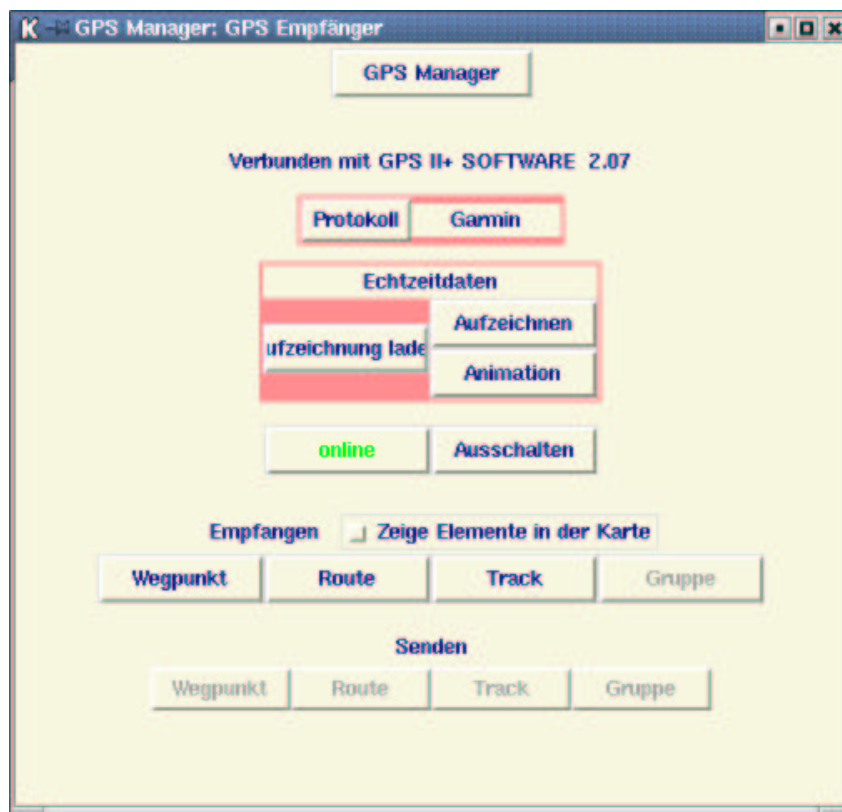 K GPS Manager: GPS Empfänger
GPS Manager
Verbunden mit GPS II+ SOFTWARE 2.07
Protokoll Garmin
Echtzeitdaten
Aufzeichnen
ufzeichnung lade
Animation
online Ausschalten
Empfangen Zeige Elemente in der Karte
Wegpunkt Route Track Gruppe
Senden
Wegpunkt Route Track Gruppe